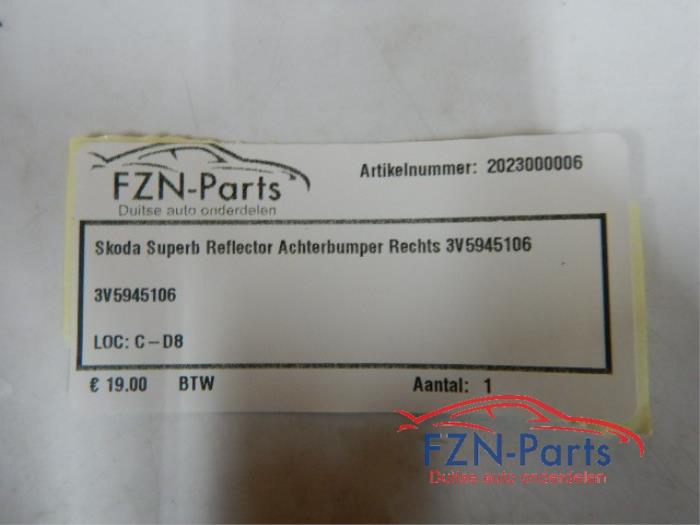 FZN-Parts
Duitse auto onderdelen
Artikelnummer: 2023000006
Skoda Superb Reflector Achterbumper Rechts 3V5945106
3V5945106
LOC: C-D8
€ 19.00 BTW Aantal: 1
FZN-Parts
Duitse auto onderdelen